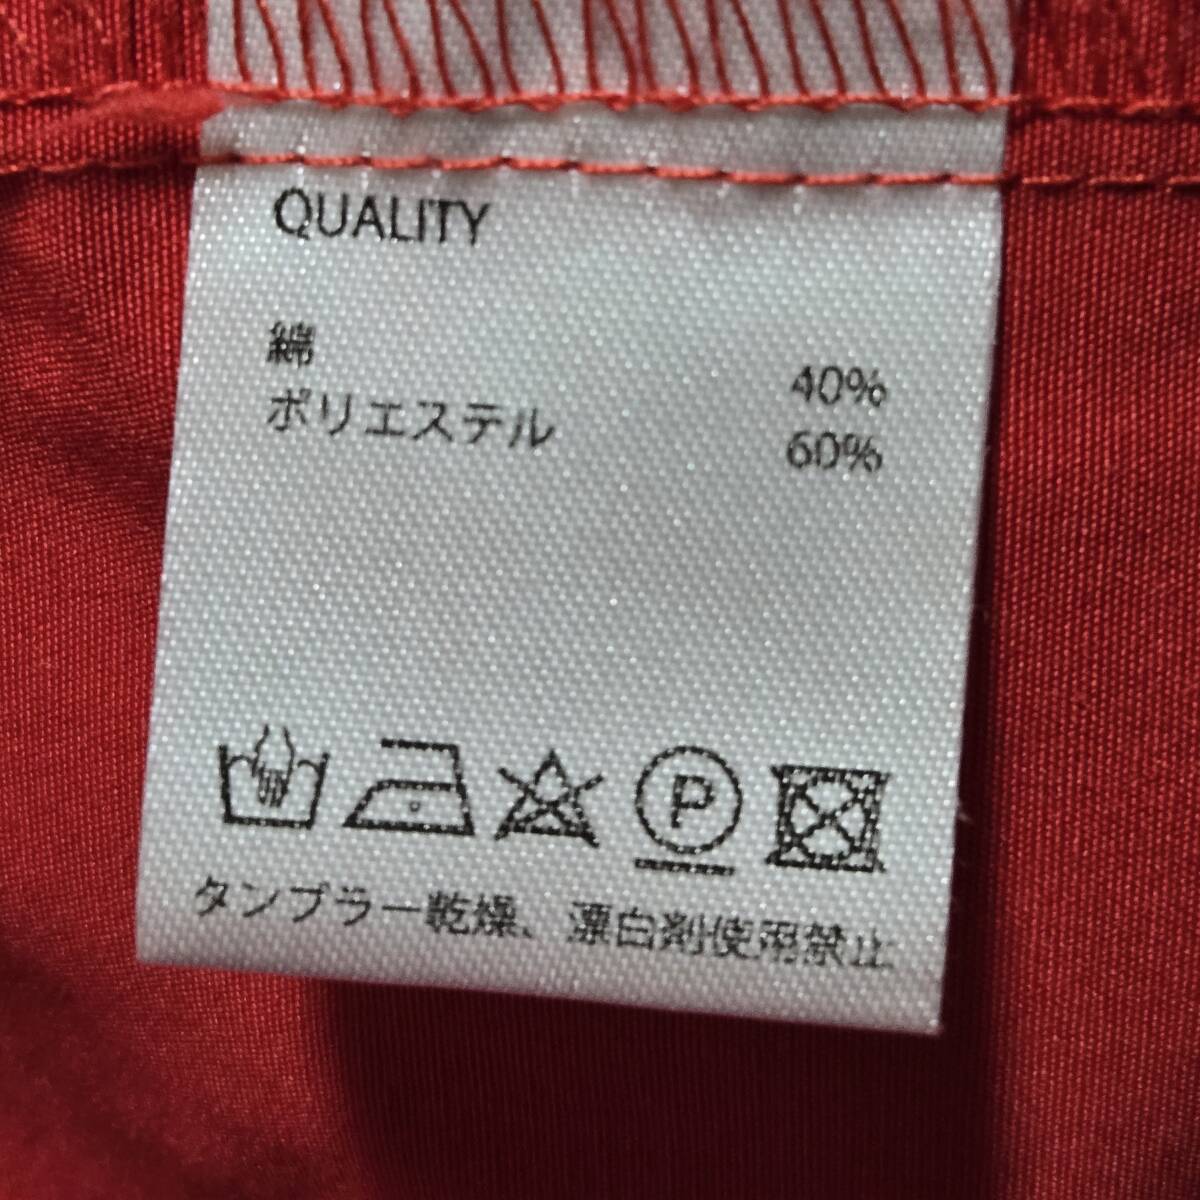 QUALITY
綿 40%
ポリエステル 60%
P
タンブラー乾燥、漂白剤使用禁止